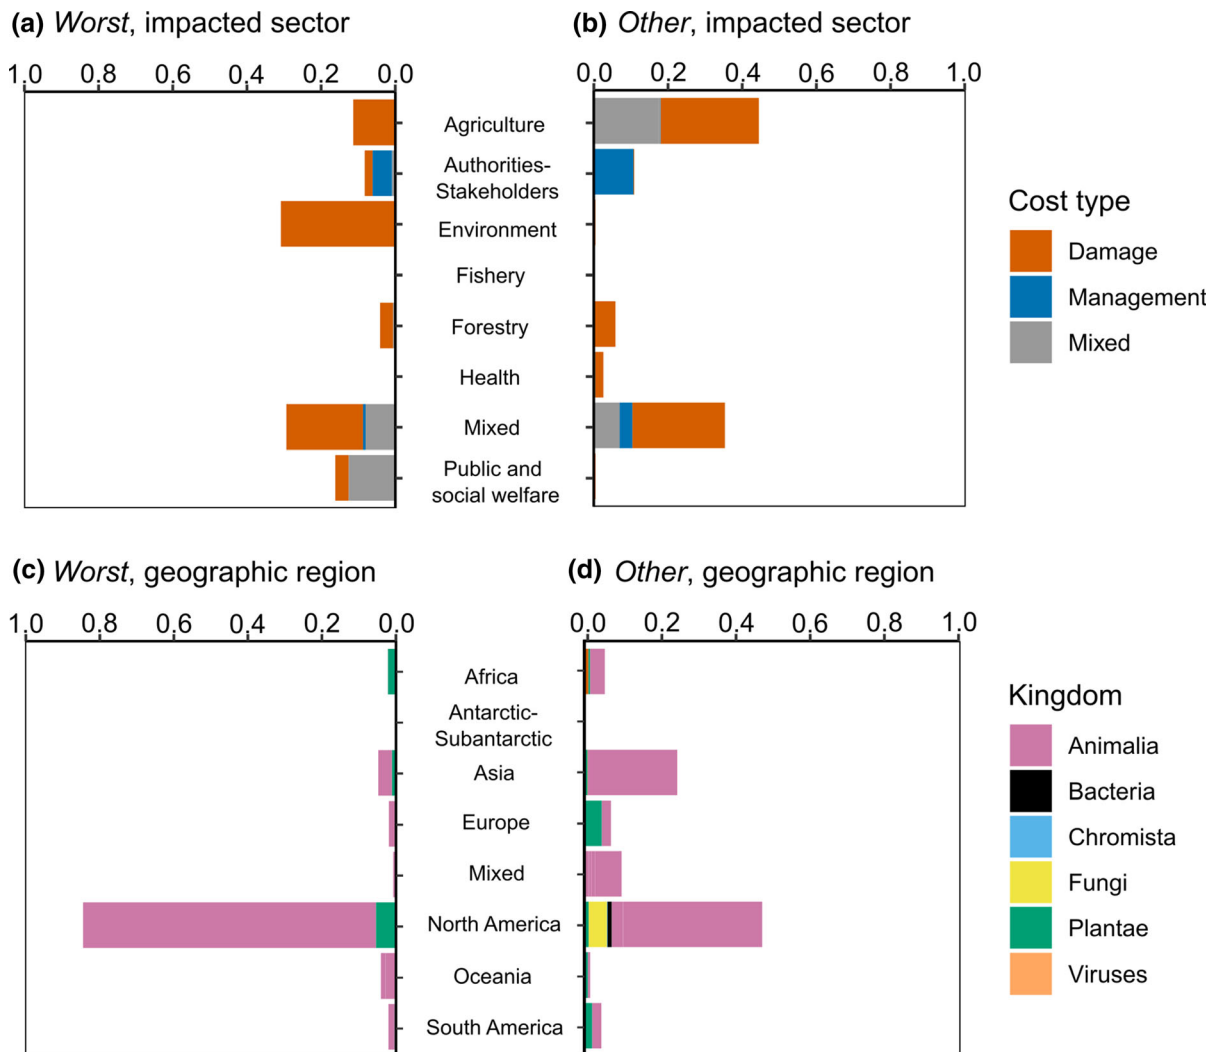 (a) Worst, impacted sector
(b) Other, impacted sector
1.0 0.8 0.6 0.4 0.2 0.0
0.0 0.2 0.4 0.6 0.8 1.0
Agriculture
Authorities-
Stakeholders
Environment
Fishery
Forestry
Health
Mixed
Public and
social welfare
Cost type
Damage
Management
Mixed
(c) Worst, geographic region
(d) Other, geographic region
1.0 0.8 0.6 0.4 0.2 0.0
0.0 0.2 0.4 0.6 0.8 1.0
Africa
Antarctic-
Subantarctic
Asia
Europe
Mixed
North America
Oceania
South America
Kingdom
Animalia
Bacteria
Chromista
Fungi
Plantae
Viruses